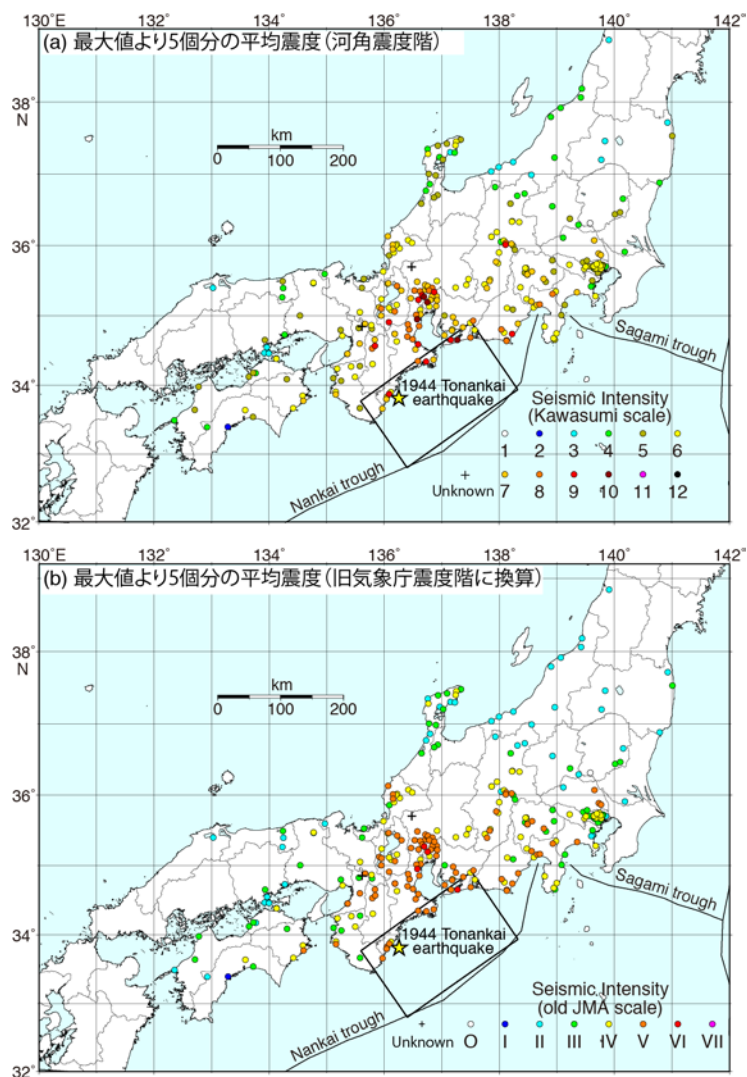 130°E 132° 134° 136° 138° 140° 142°
(a) 最大値より5個分の平均震度（河角震度階）
38°
N
km
0 100 200
36°
34°
32°
Sagami trough
1944 Tonankai
earthquake
Nankai trough
Seismic Intensity
(Kawasumi scale)
1 2 3 4 5 6
Unknown 7 8 9 10 11 12
130°E 132° 134° 136° 138° 140° 142°
(b) 最大値より5個分の平均震度（旧気象庁震度階に換算）
38°
N
km
0 100 200
36°
34°
32°
Sagami trough
1944 Tonankai
earthquake
Nankai trough
Seismic Intensity
(old JMA scale)
Unknown O I II III IV V VI VII